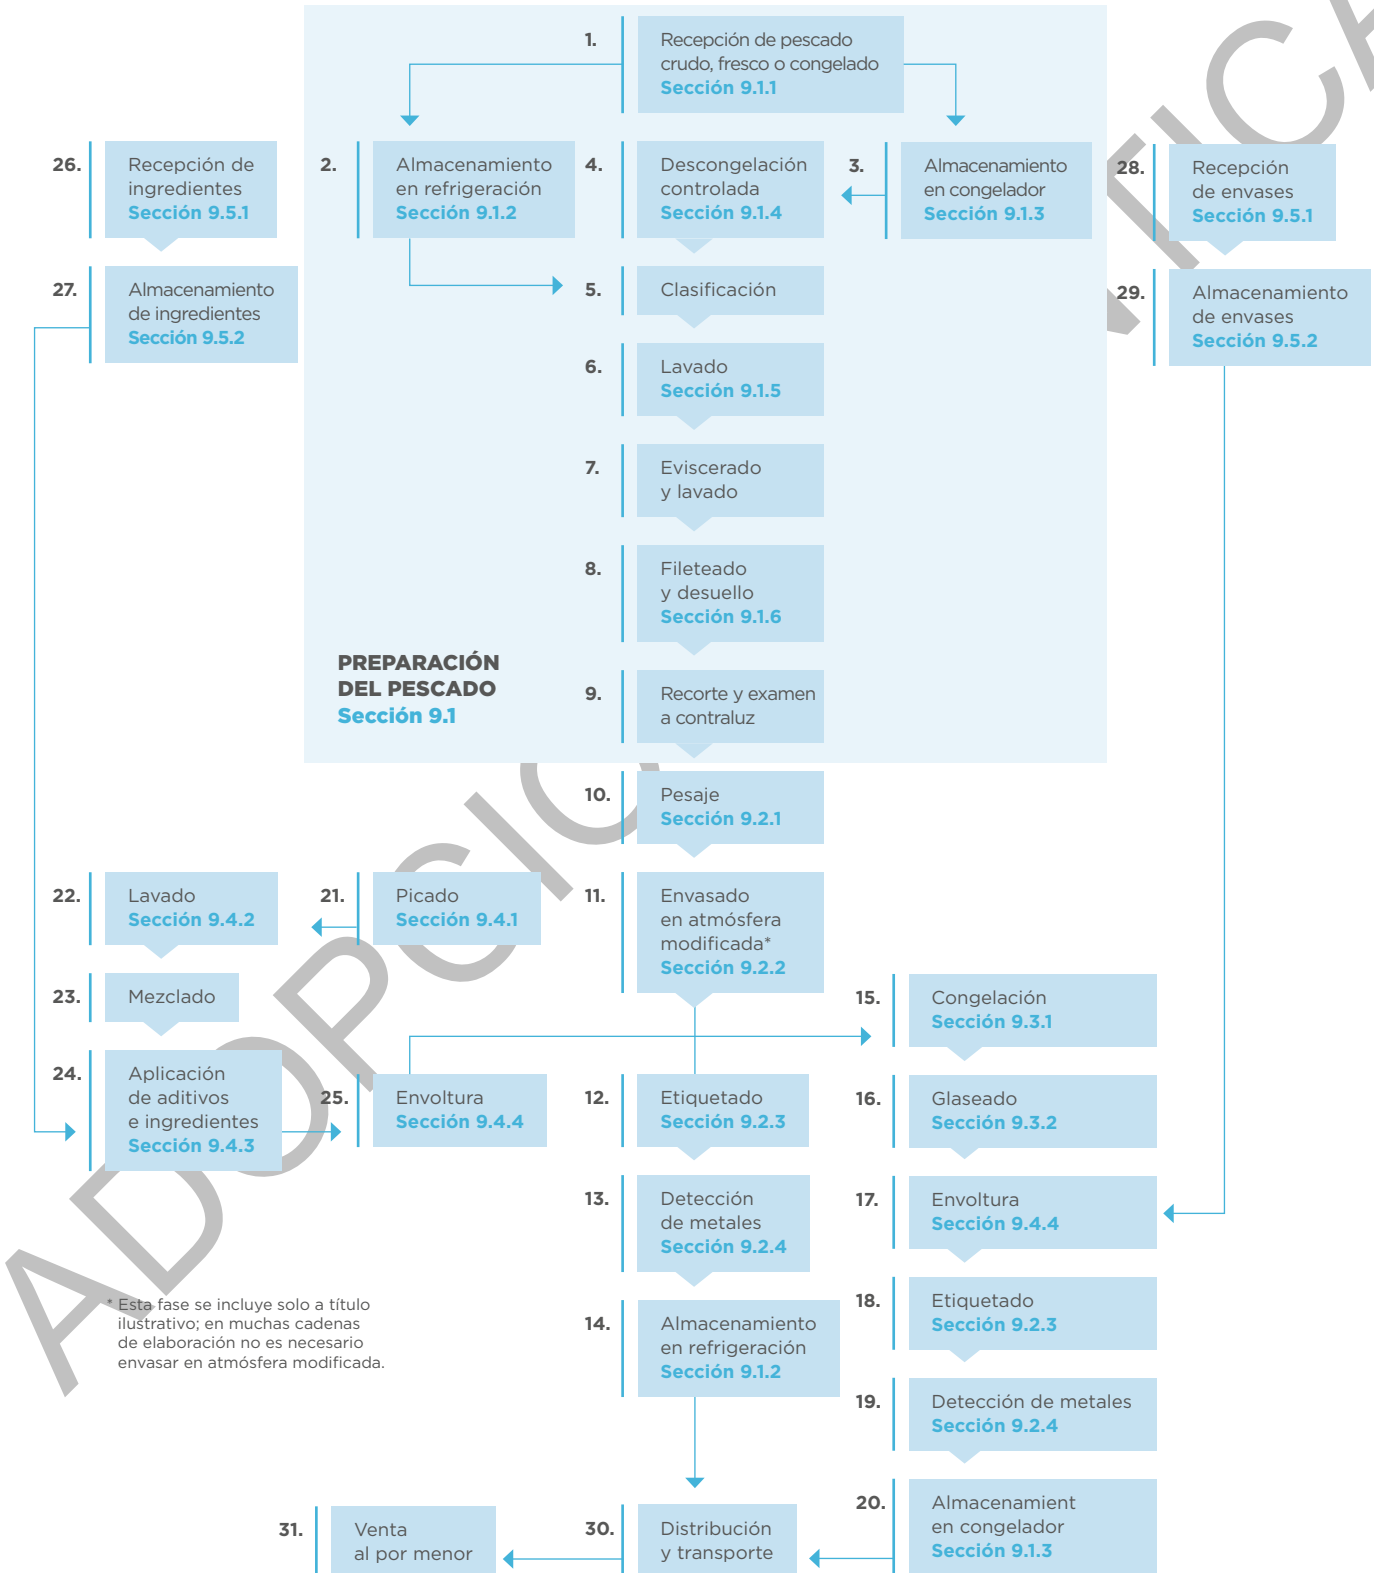 1.
Recepción de pescado
crudo, fresco o congelado
Sección 9.1.1
26.
Recepción de
ingredientes
Sección 9.5.1
2.
Almacenamiento
en refrigeración
Sección 9.1.2
4.
Descongelación
controlada
Sección 9.1.4
3.
Almacenamiento
en congelador
Sección 9.1.3
28.
Recepción
de envases
Sección 9.5.1
27.
Almacenamiento
de ingredientes
Sección 9.5.2
5.
Clasificación
29.
Almacenamiento
de envases
Sección 9.5.2
6.
Lavado
Sección 9.1.5
7.
Eviscerado
y lavado
8.
Fileteado
y desuello
Sección 9.1.6
PREPARACIÓN
DEL PESCADO
Sección 9.1
9.
Recorte y examen
a contraluz
10.
Pesaje
Sección 9.2.1
22.
Lavado
Sección 9.4.2
21.
Picado
Sección 9.4.1
11.
Envasado
en atmósfera
modificada*
Sección 9.2.2
23.
Mezclado
15.
Congelación
Sección 9.3.1
24.
Aplicación
de aditivos
e ingredientes
Sección 9.4.3
25.
Envoltura
Sección 9.4.4
12.
Etiquetado
Sección 9.2.3
16.
Glaseado
Sección 9.3.2
13.
Detección
de metales
Sección 9.2.4
17.
Envoltura
Sección 9.4.4
* Esta fase se incluye solo a título
ilustrativo; en muchas cadenas
de elaboración no es necesario
envasar en atmósfera modificada.
14.
Almacenamiento
en refrigeración
Sección 9.1.2
18.
Etiquetado
Sección 9.2.3
19.
Detección de metales
Sección 9.2.4
31.
Venta
al por menor
30.
Distribución
y transporte
20.
Almacenamient
en congelador
Sección 9.1.3